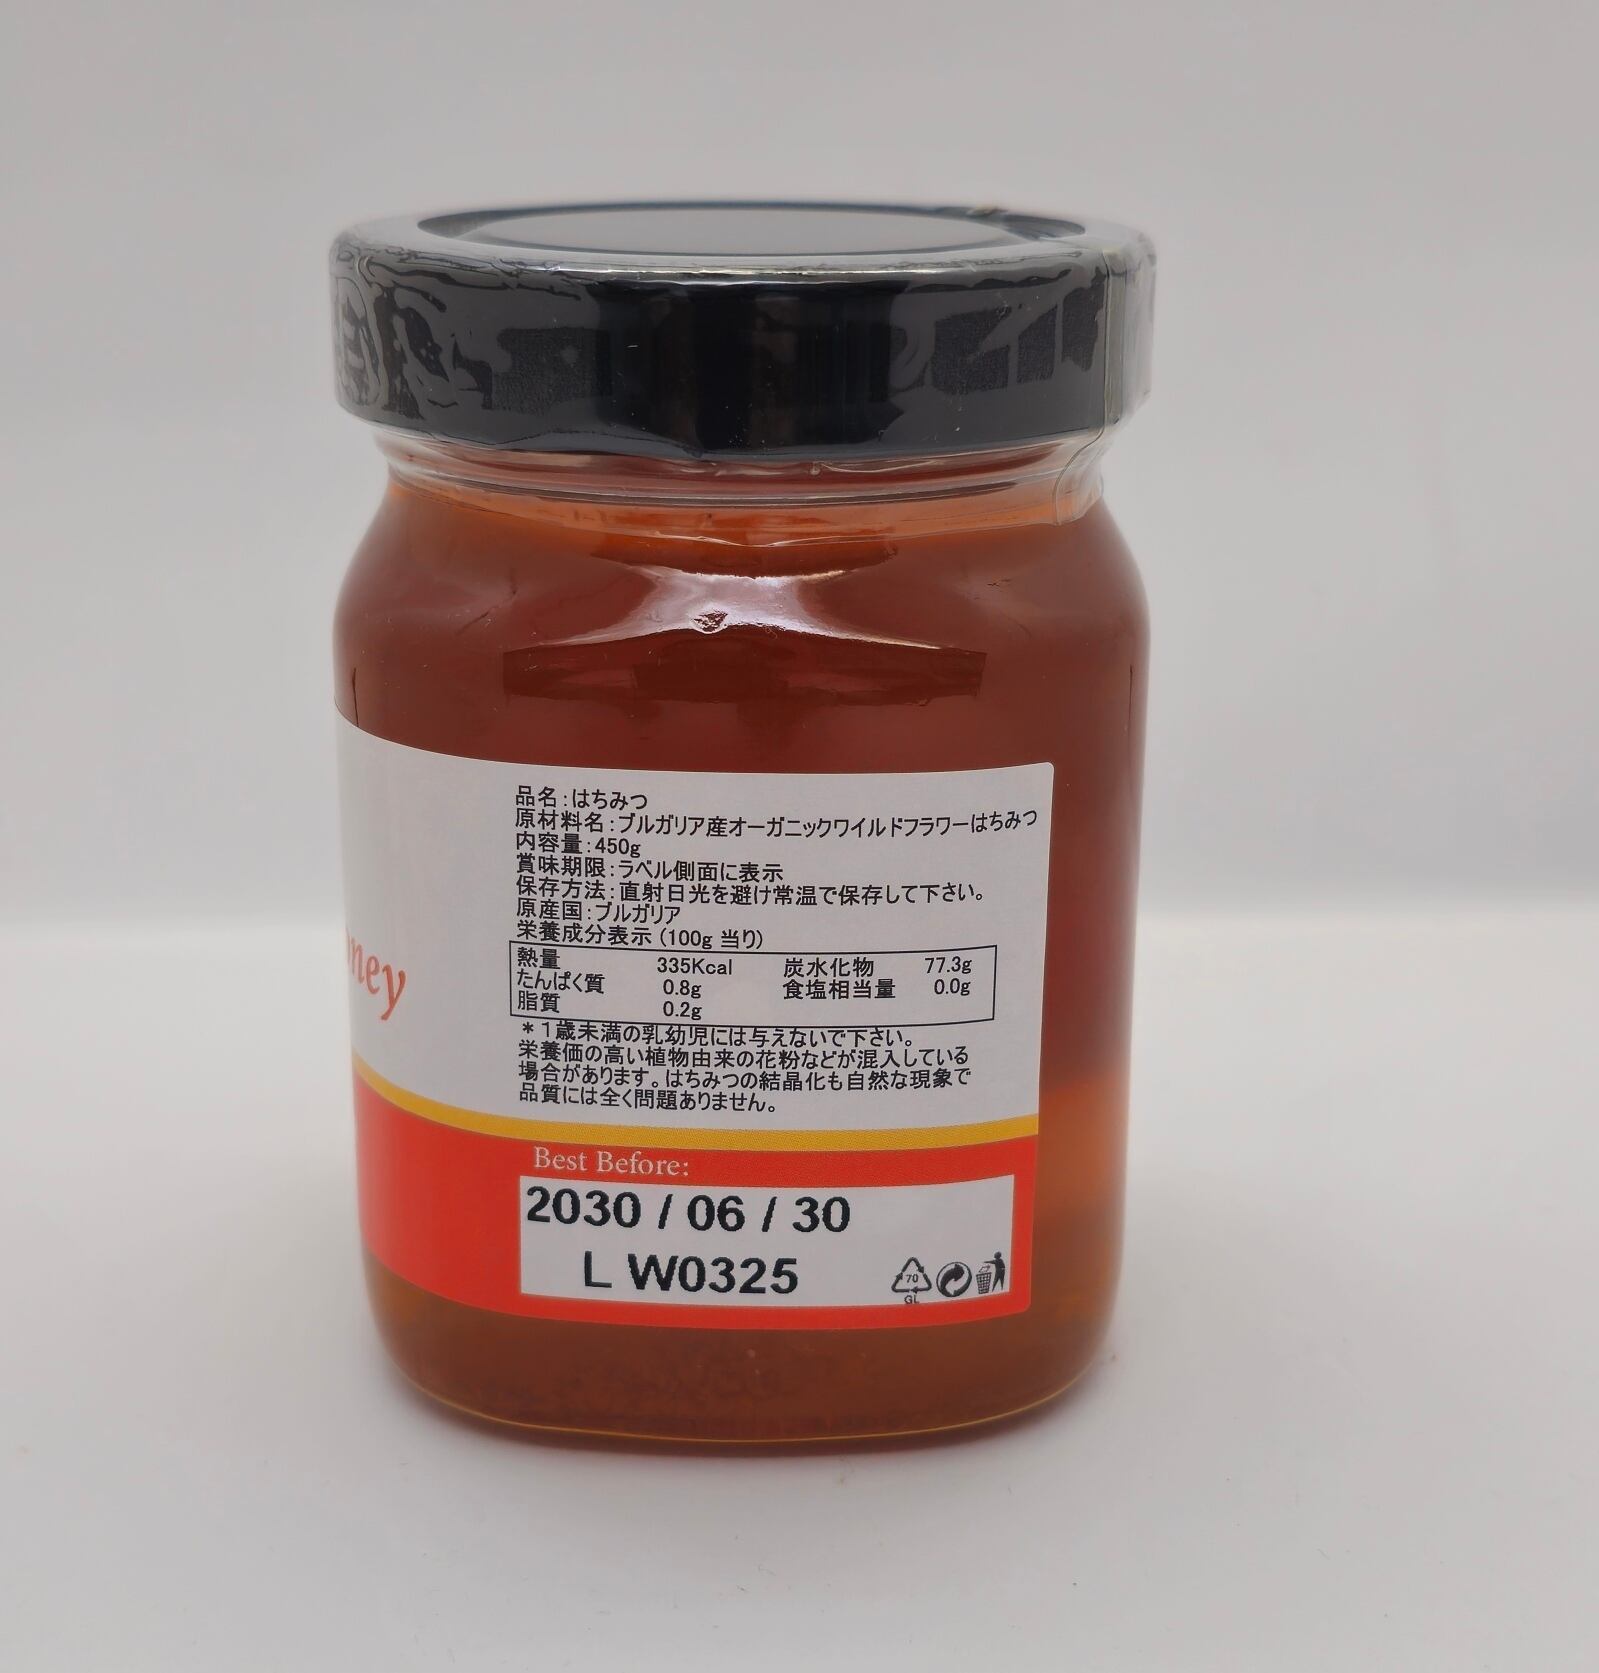 品名:はちみつ
原材料名:ブルガリア産オーガニックワイルドフラワーはちみつ
内容量:450g
賞味期限:ラベル側面に表示
保存方法:直射日光を避け常温で保存して下さい。
原産国:ブルガリア
栄養成分表示 (100g 当り)
熱量 335Kcal 炭水化物 77.3g
たんぱく質 0.8g 食塩相当量 0.0g
脂質 0.2g
*1歳未満の乳幼児には与えないで下さい。
栄養価の高い植物由来の花粉などが混入している
場合があります。はちみつの結晶化も自然な現象で
品質には全く問題ありません。
Best Before:
2030 / 06 / 30
L W0325
70
GL